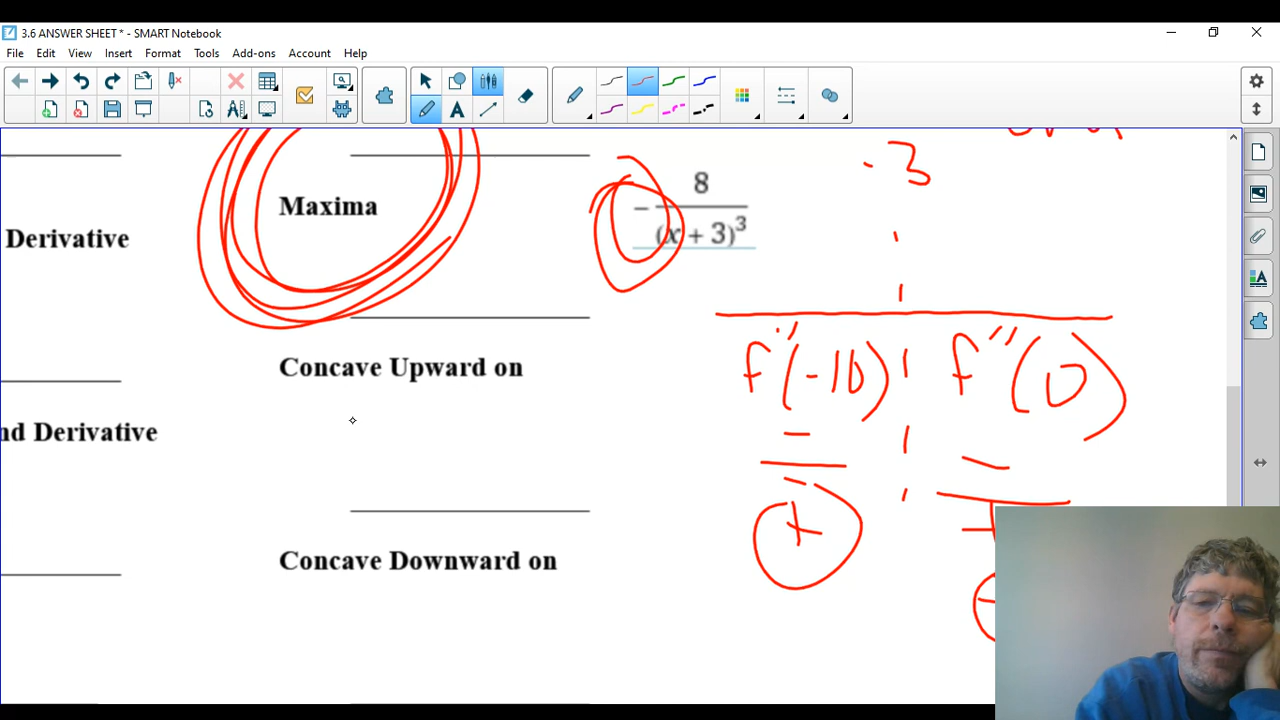 3.6 ANSWER SHEET * - SMART Notebook
File Edit View Insert Format Tools Add-ons Account Help
- 3
Maxima
- 8
(x + 3)³
Derivative
f''(-10) f''(0)
Concave Upward on
nd Derivative
- -
- +
+ -
Concave Downward on